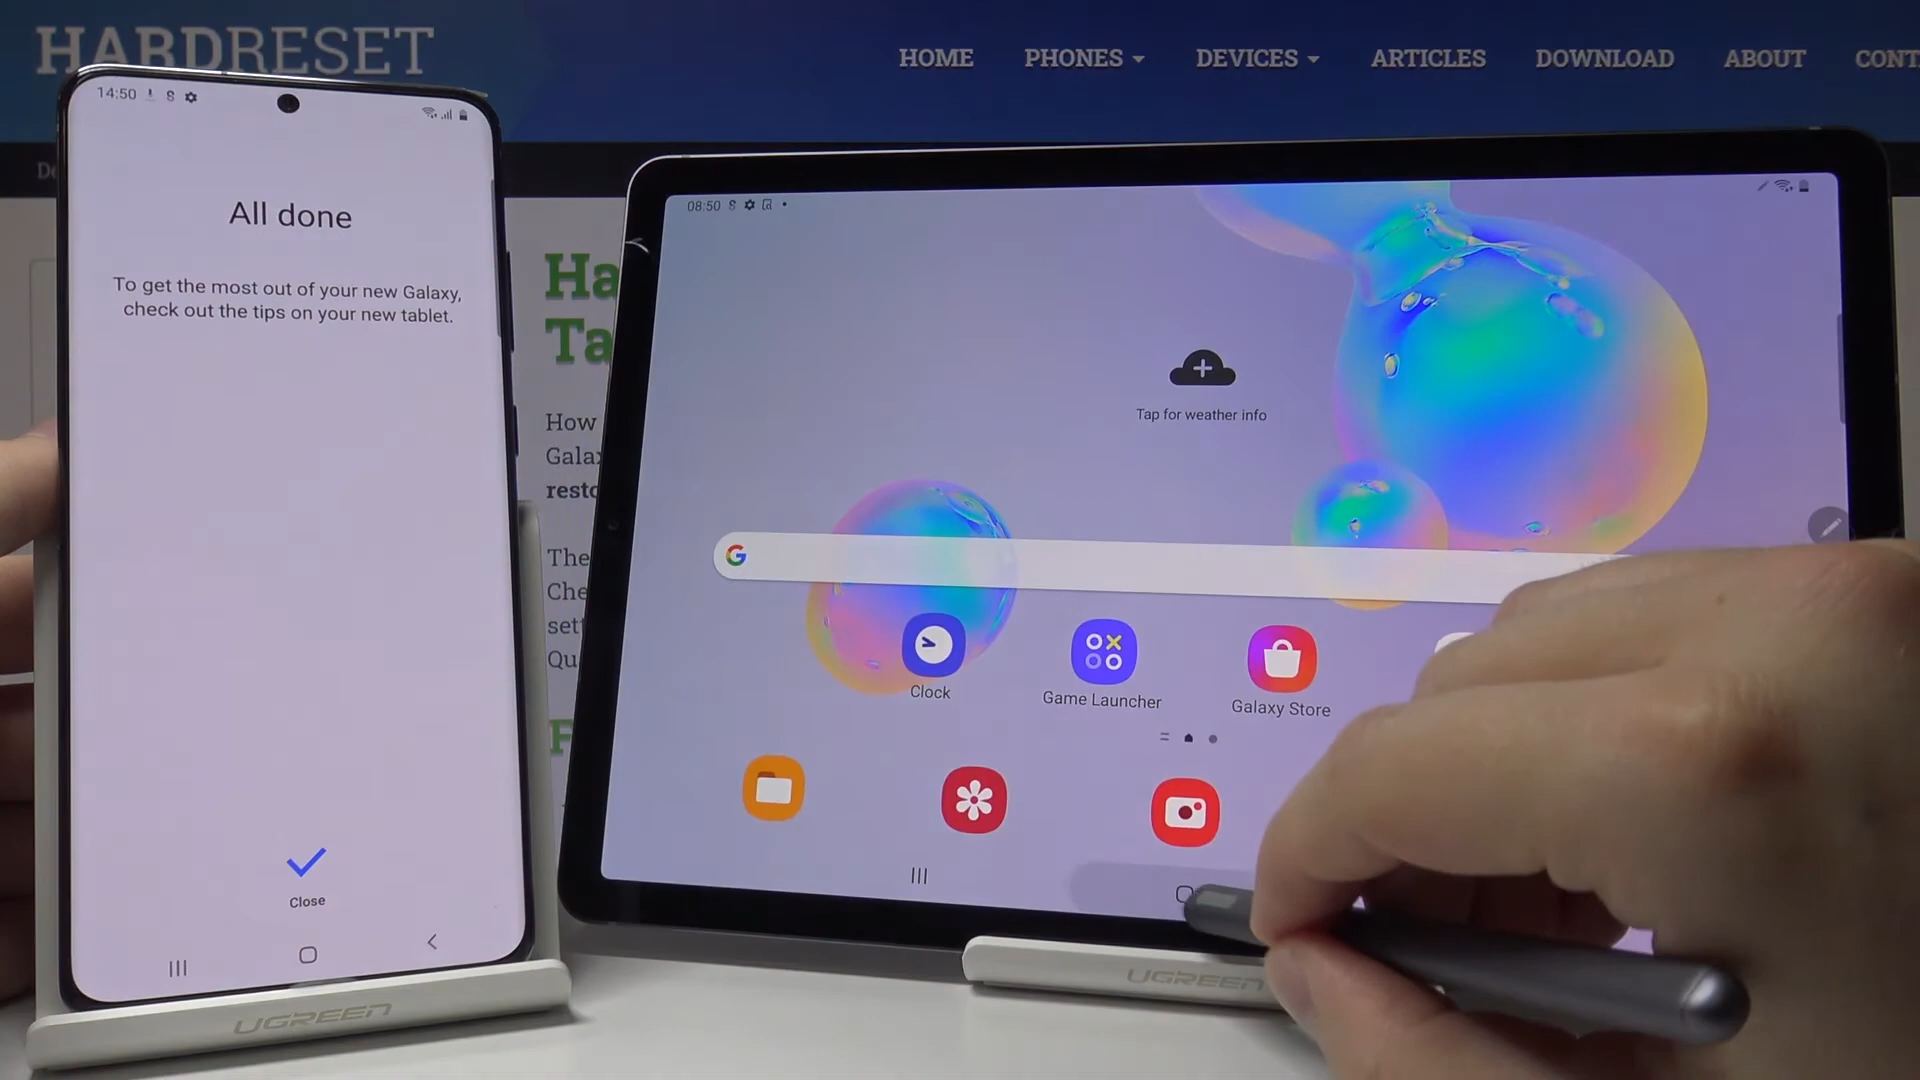 HARDRESET
HOME
PHONES
DEVICES
ARTICLES
DOWNLOAD
ABOUT
CONT
De
14:50
All done
To get the most out of your new Galaxy,
check out the tips on your new tablet.
Close
UGREEN
Ha
Ta
How
Gala
resto
The
Che
sett
Qu
F
08:50
Tap for weather info
G
Clock
Game Launcher
Galaxy Store
UGREEN